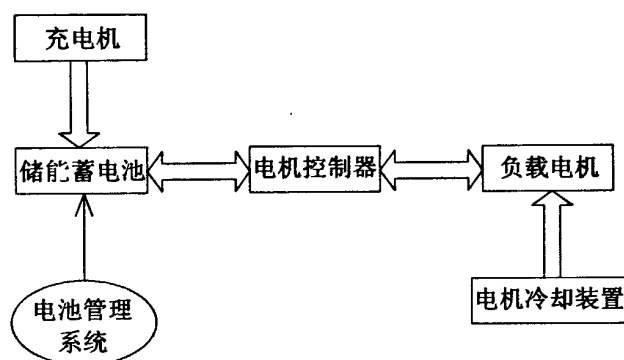 充电机
储能蓄电池
电机控制器
负载电机
电池管理
系统
电机冷却装置